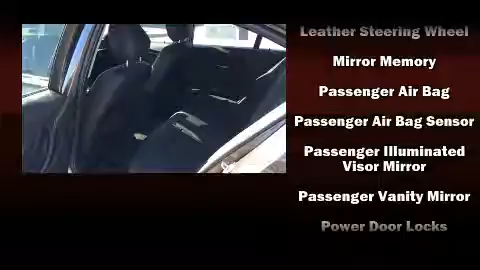 Leather Steering Wheel
Mirror Memory
Passenger Air Bag
Passenger Air Bag Sensor
Passenger Illuminated
Visor Mirror
Passenger Vanity Mirror
Power Door Locks